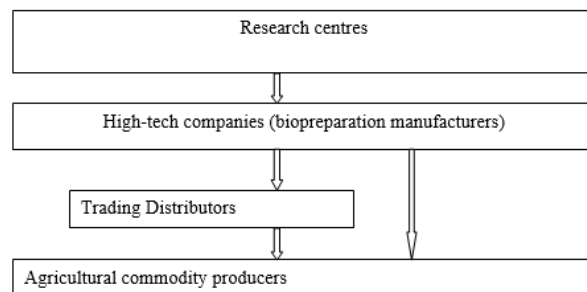 Research centres
High-tech companies (biopreparation manufacturers)
Trading Distributors
Agricultural commodity producers